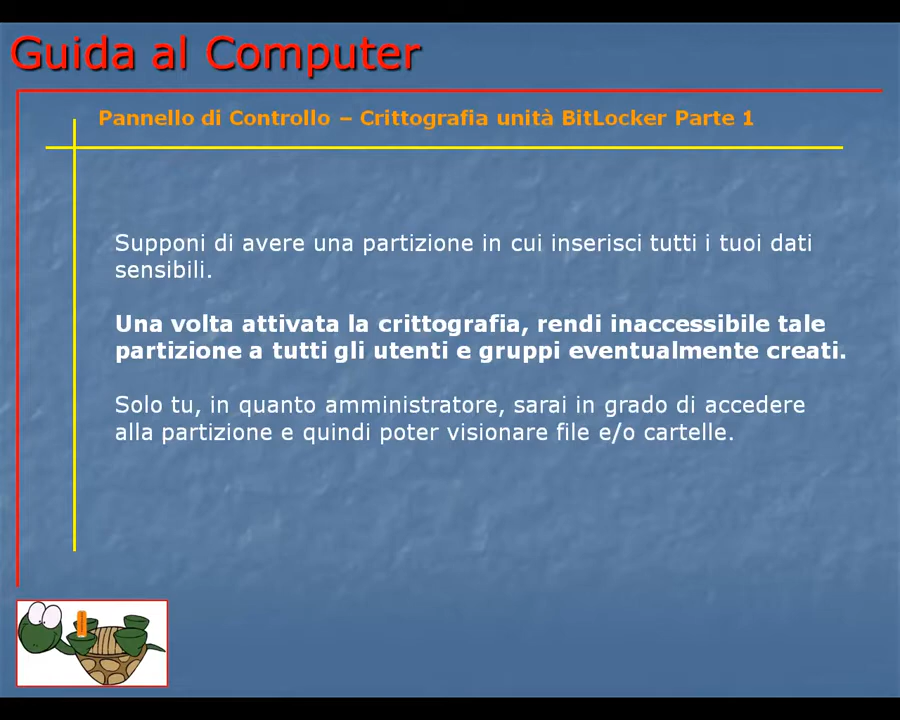 Guida al Computer
Pannello di Controllo – Crittografia unità BitLocker Parte 1
Supponi di avere una partizione in cui inserisci tutti i tuoi dati
sensibili.
Una volta attivata la crittografia, rendi inaccessibile tale
partizione a tutti gli utenti e gruppi eventualmente creati.
Solo tu, in quanto amministratore, sarai in grado di accedere
alla partizione e quindi poter visionare file e/o cartelle.